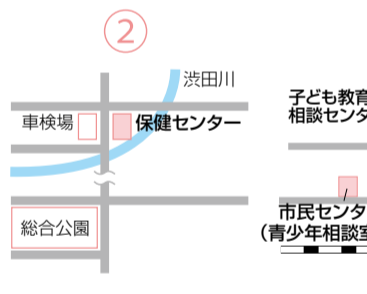 ②
渋田川
車検場
保健センター
総合公園
子ども教育
相談センタ
市民センタ
（青少年相談室